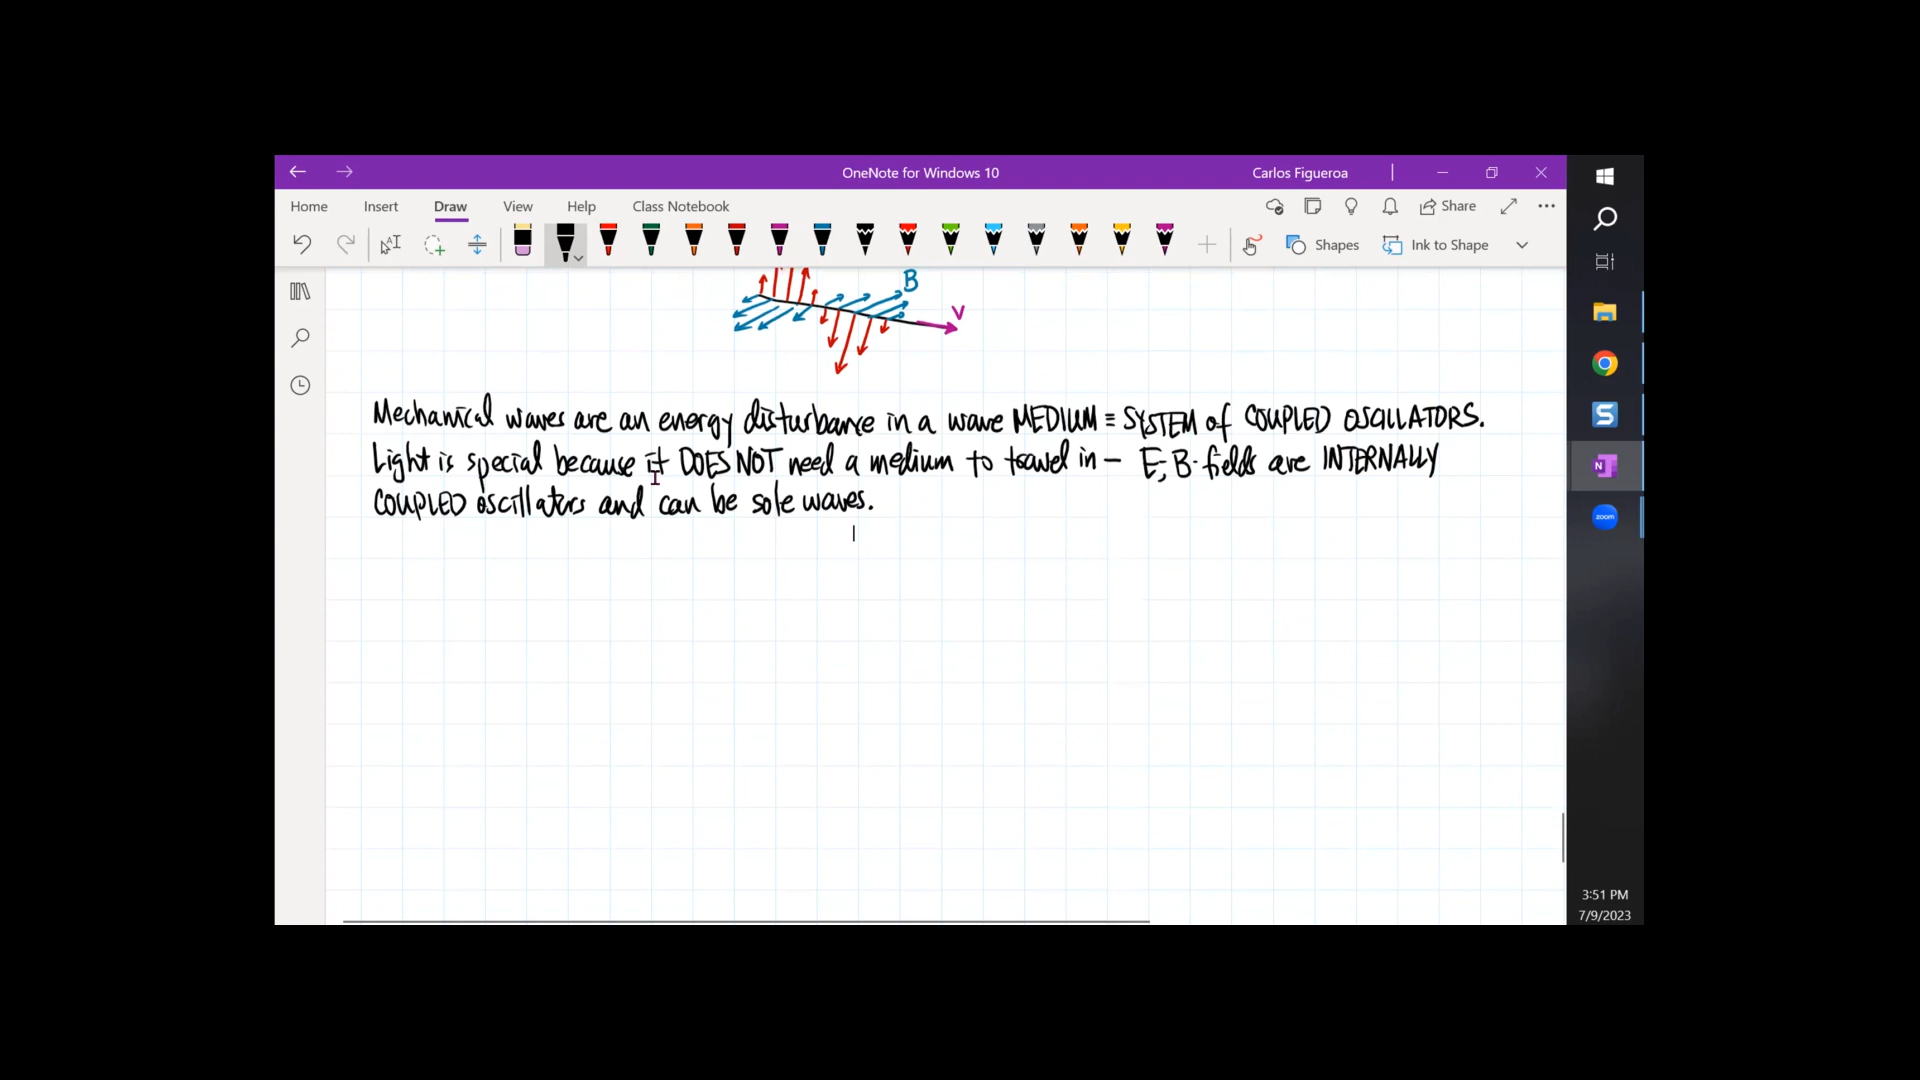 OneNote for Windows 10
Carlos Figueroa
Home Insert Draw View Help Class Notebook Share
Shapes Ink to Shape
B
V
Mechanical waves are an energy disturbance in a wave MEDIUM ≡ SYSTEM of COUPLED OSCILLATORS.
Light is special because it DOES NOT need a medium to travel in — E, B-fields are INTERNALLY
COUPLED oscillators and can be sole waves.
zoom
3:51 PM
7/9/2023